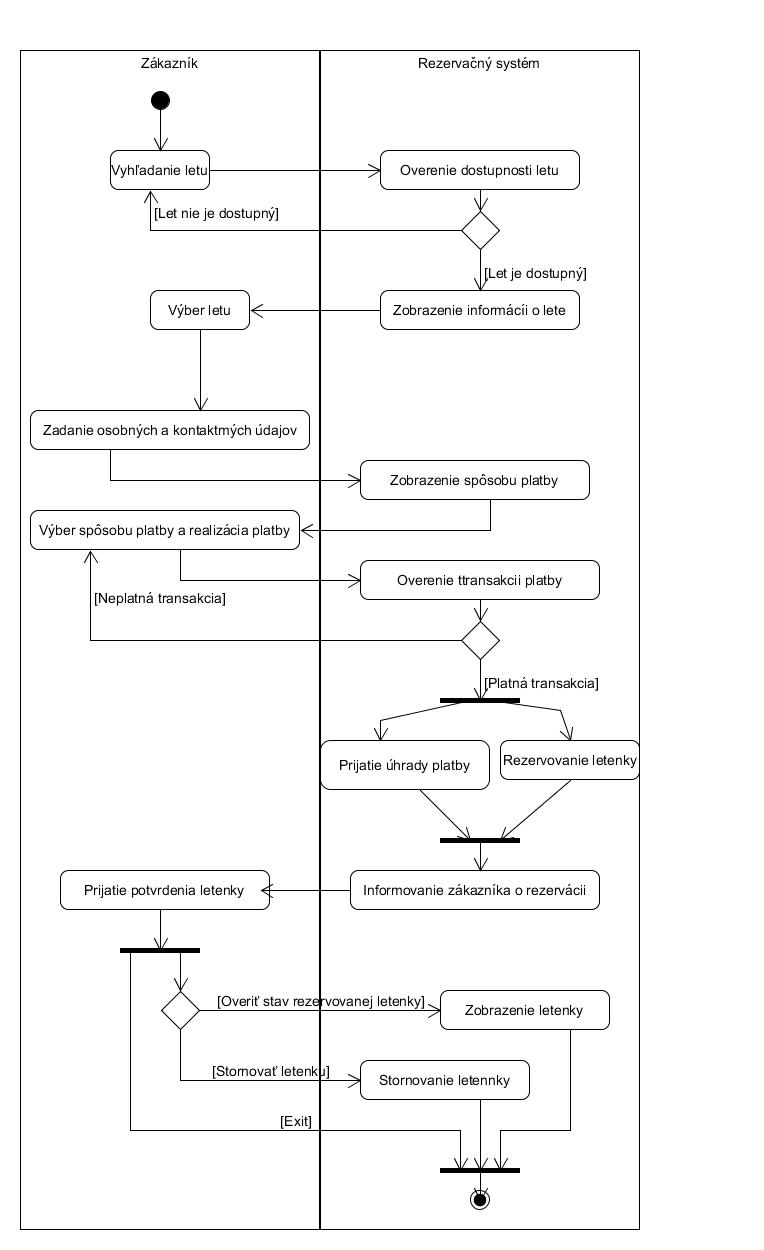 Zákazník
Rezervačný systém
Vyhľadanie letu
Overenie dostupnosti letu
[Let nie je dostupný]
[Let je dostupný]
Výber letu
Zobrazenie informácíi o lete
Zadanie osobných a kontaktmých údajov
Zobrazenie spôsobu platby
Výber spôsobu platby a realizácia platby
Overenie ttransakcii platby
[Neplatná transakcia]
[Platná transakcia]
Prijatie úhrady platby
Rezervovanie letenky
Prijatie potvrdenia letenky
Informovanie zákazníka o rezervácii
[Overiť stav rezervovanej letenky]
Zobrazenie letenky
[Stornovať letenku]
Stornovanie letennky
[Exit]